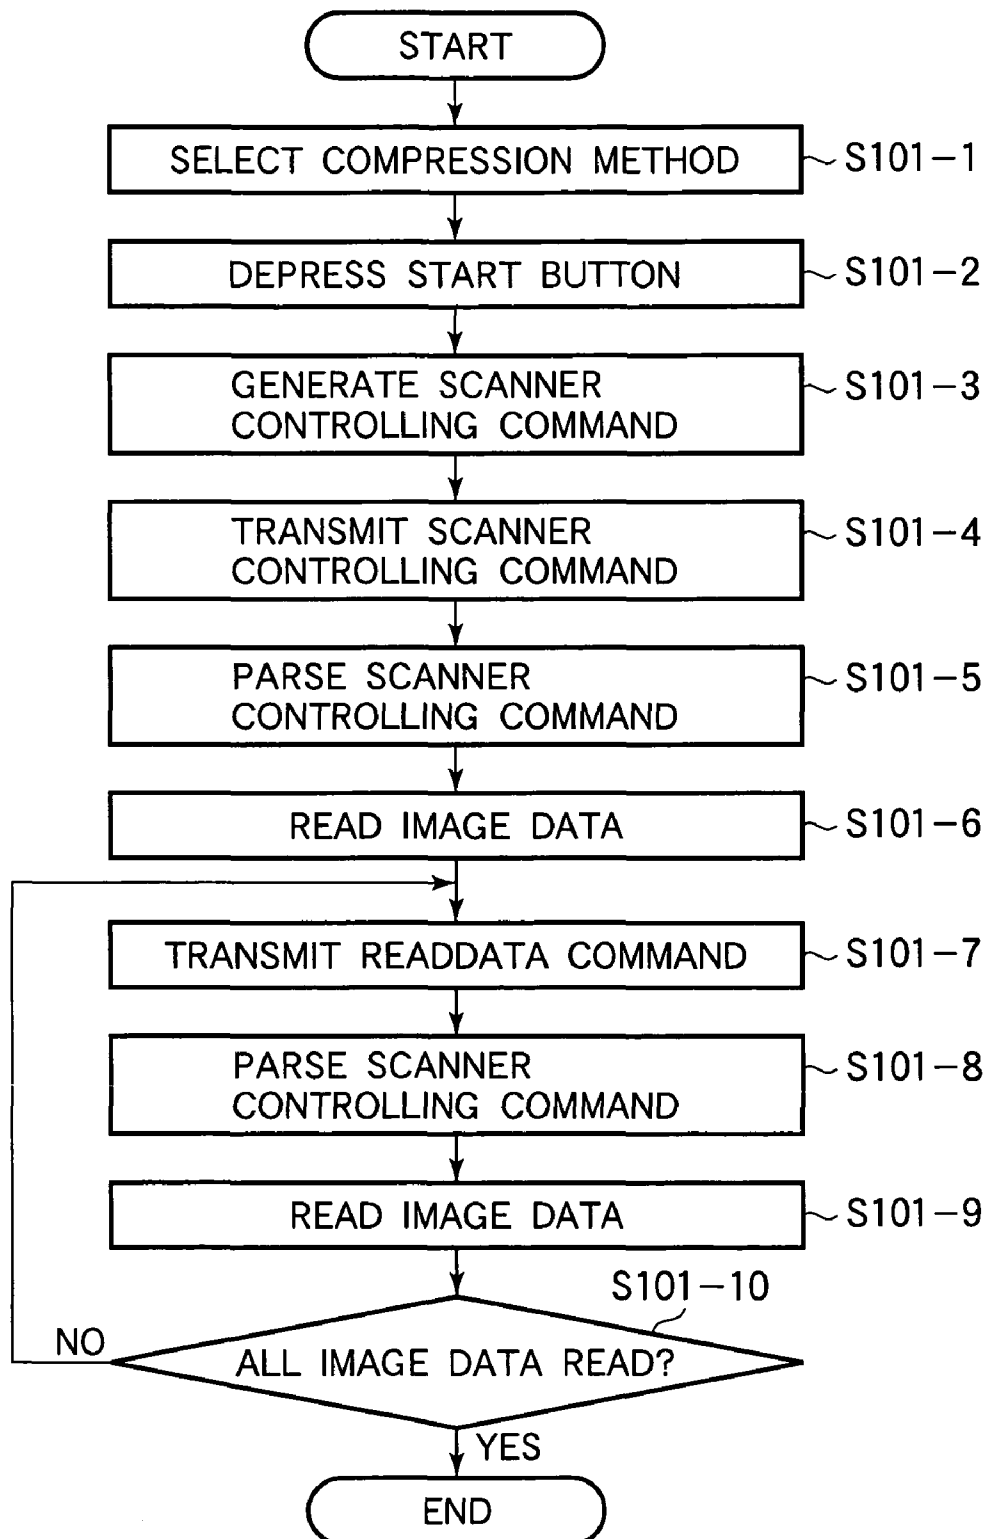 START
SELECT COMPRESSION METHOD
S101-1
DEPRESS START BUTTON
S101-2
GENERATE SCANNER
CONTROLLING COMMAND
S101-3
TRANSMIT SCANNER
CONTROLLING COMMAND
S101-4
PARSE SCANNER
CONTROLLING COMMAND
S101-5
READ IMAGE DATA
S101-6
TRANSMIT READDATA COMMAND
S101-7
PARSE SCANNER
CONTROLLING COMMAND
S101-8
READ IMAGE DATA
S101-9
S101-10
NO
ALL IMAGE DATA READ?
YES
END